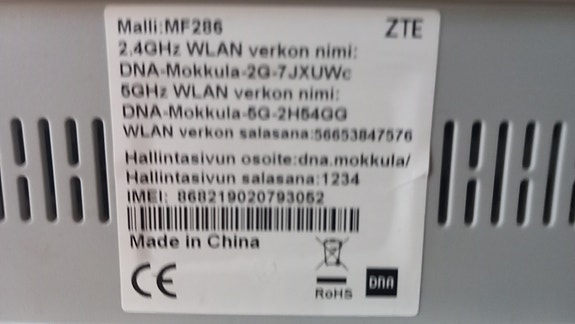 Malli:MF286 ZTE
2,4GHz WLAN verkon nimi:
DNA-Mokkula-2G-7JXUWc
5GHz WLAN verkon nimi:
DNA-Mokkula-5G-2H54GG
WLAN verkon salasana:56653847576
Hallintasivun osoite:dna.mokkula/
Hallintasivun salasana:1234
IMEI: 868219020793052
Made in China
CE RoHS DNA